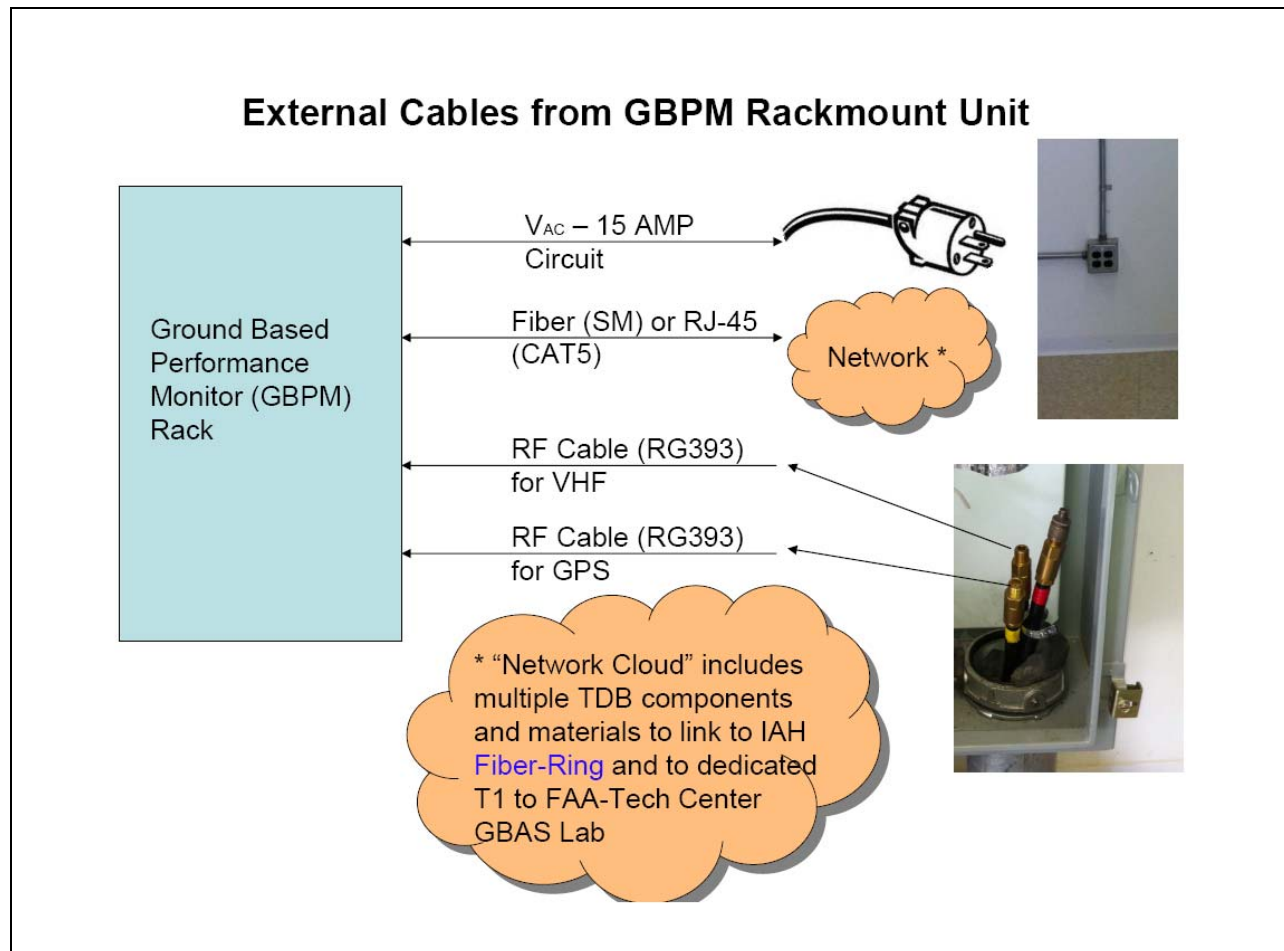 External Cables from GBPM Rackmount Unit
VAC – 15 AMP
Circuit
Fiber (SM) or RJ-45
(CAT5)
Network *
Ground Based
Performance
Monitor (GBPM)
Rack
RF Cable (RG393)
for VHF
RF Cable (RG393)
for GPS
* “Network Cloud” includes
multiple TDB components
and materials to link to IAH
Fiber-Ring and to dedicated
T1 to FAA-Tech Center
GBAS Lab